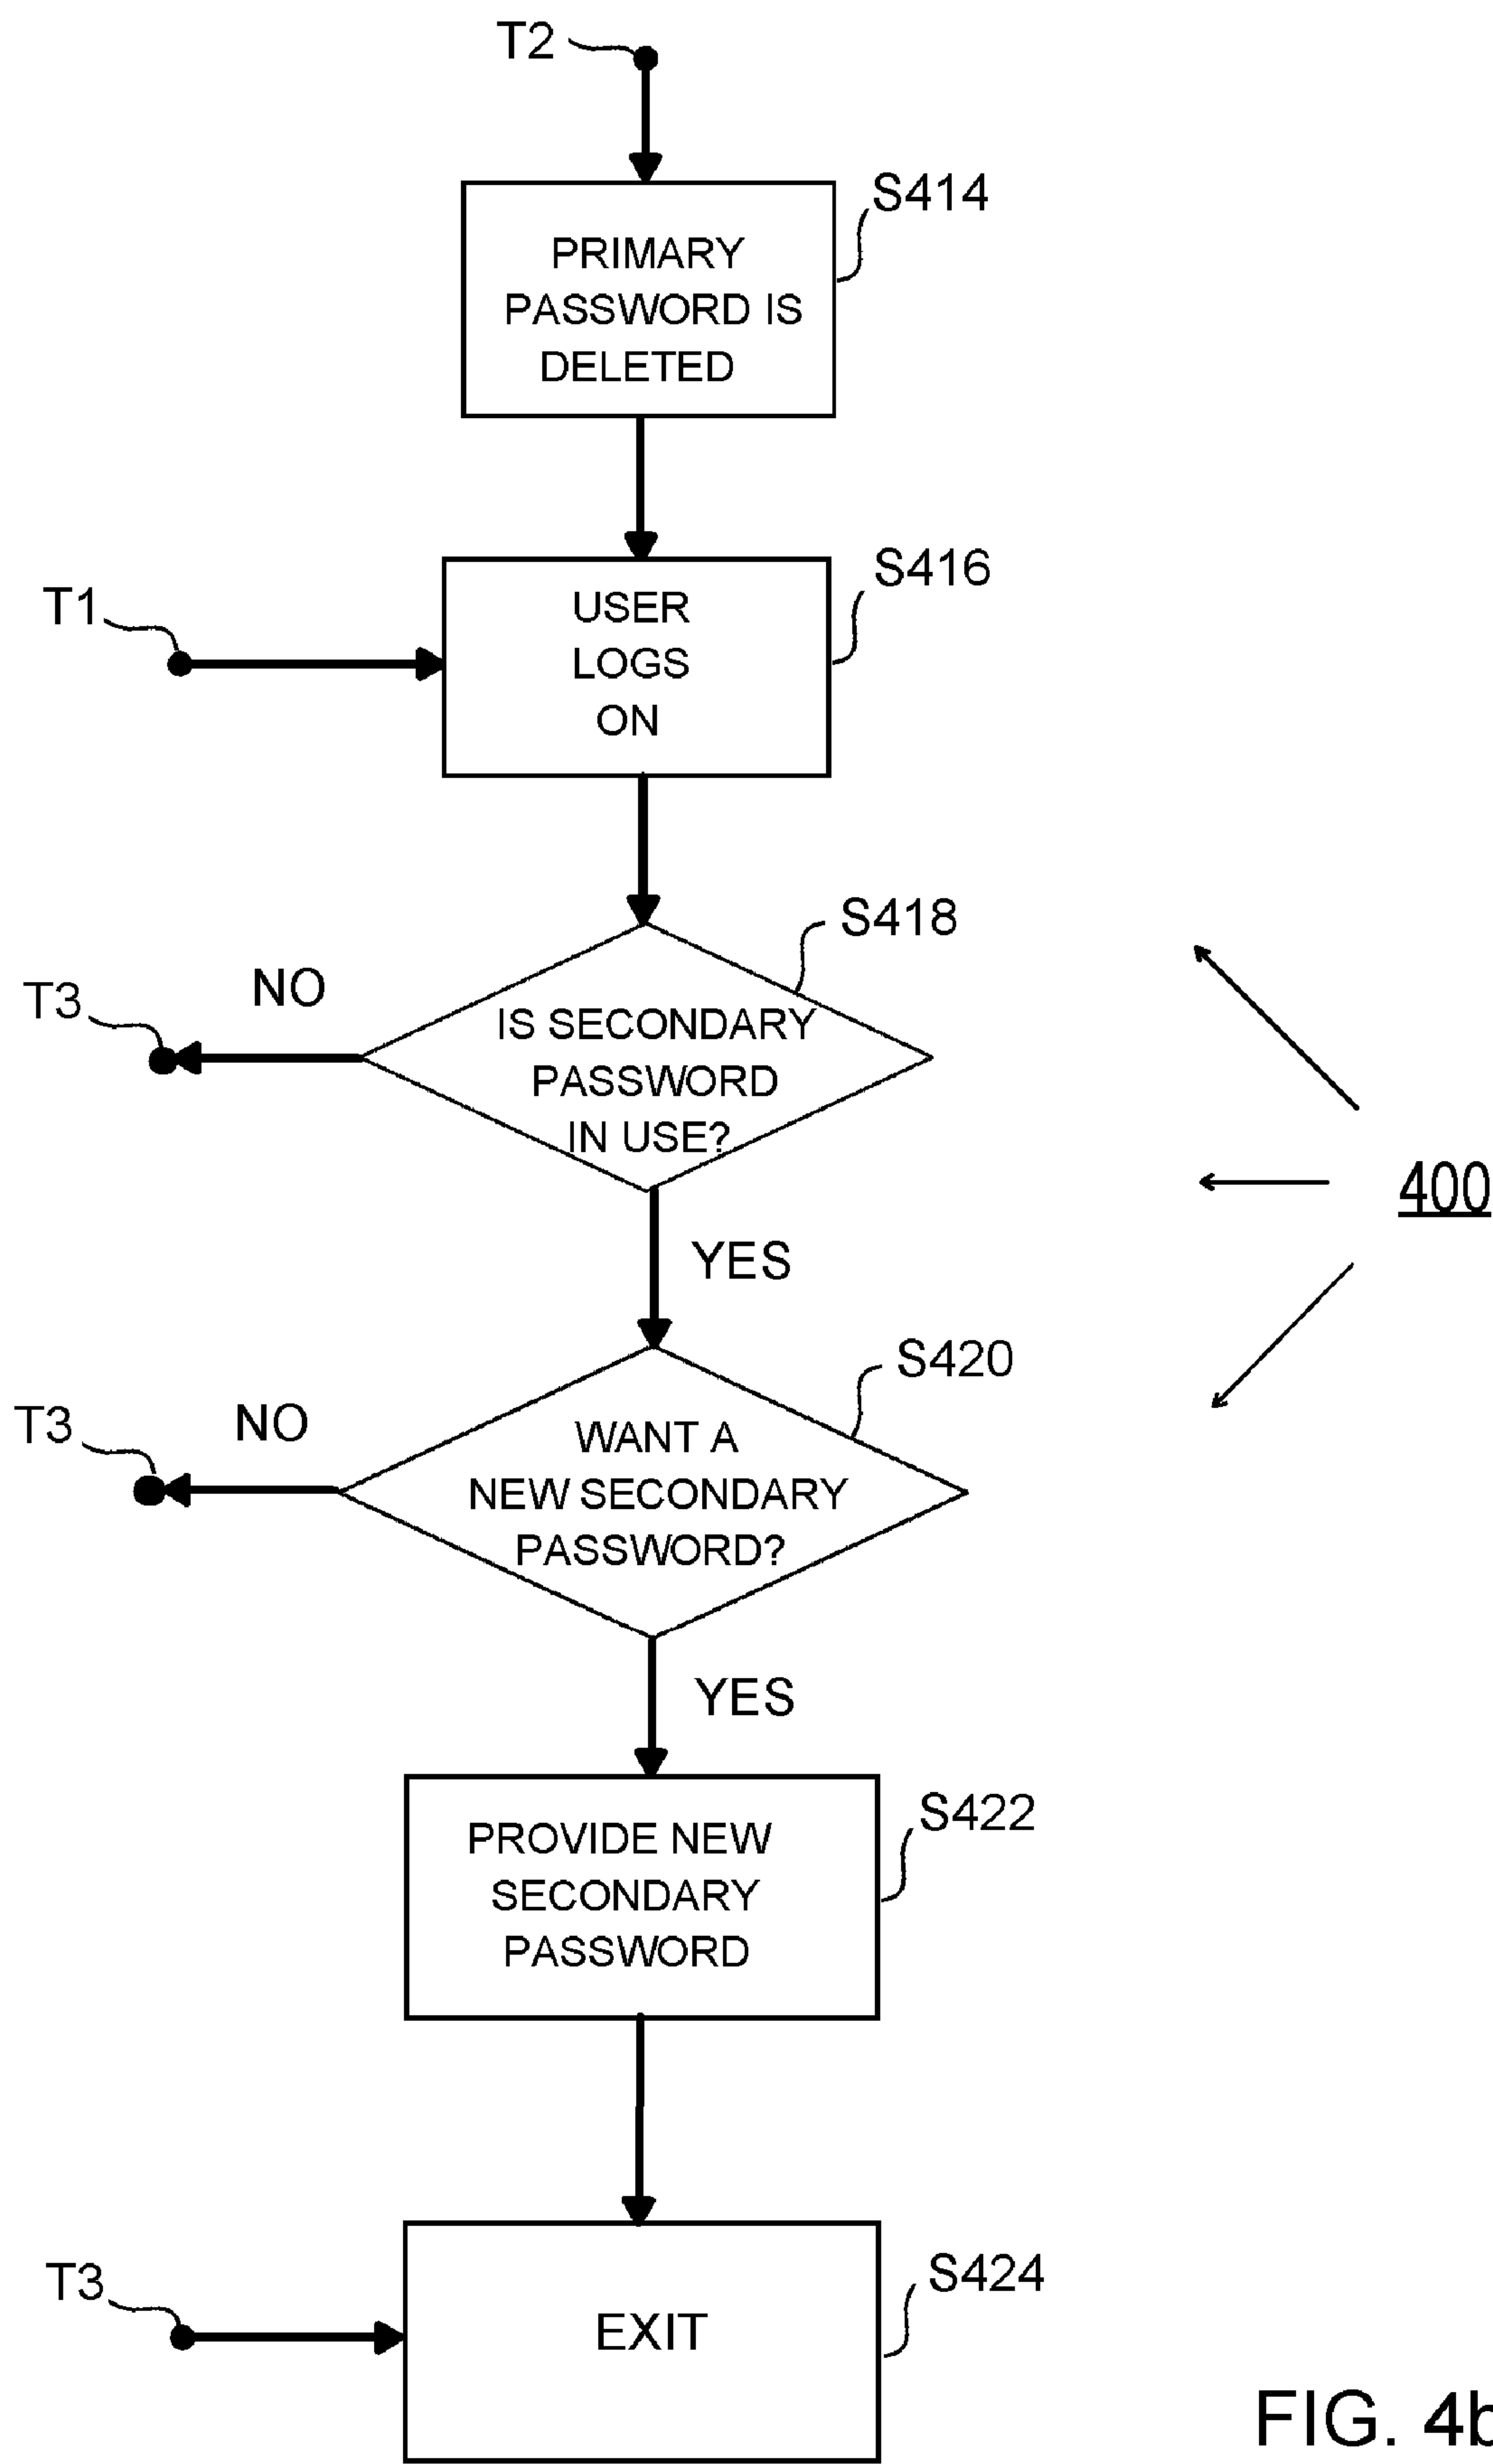 T2
S414
PRIMARY
PASSWORD IS
DELETED
S416
T1
USER
LOGS
ON
S418
NO
T3
IS SECONDARY
PASSWORD
IN USE?
400
YES
S420
NO
T3
WANT A
NEW SECONDARY
PASSWORD?
YES
S422
PROVIDE NEW
SECONDARY
PASSWORD
S424
T3
EXIT
FIG. 4b